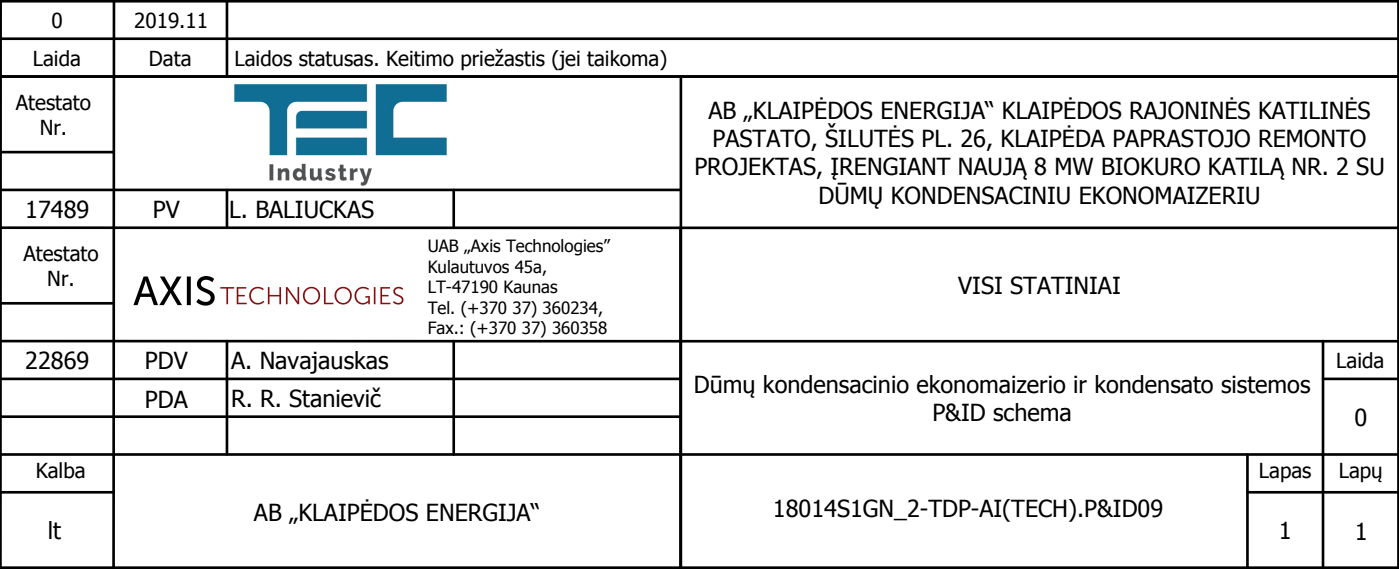 0 2019.11
Laida Data Laidos statusas. Keitimo priežastis (jei taikoma)
Atestato
Nr.
TEC
Industry
AB „KLAIPĖDOS ENERGIJA“ KLAIPĖDOS RAJONINĖS KATILINĖS
PASTATO, ŠILUTĖS PL. 26, KLAIPĖDA PAPRASTOJO REMONTO
PROJEKTAS, ĮRENGIANT NAUJĄ 8 MW BIOKURO KATILĄ NR. 2 SU
DŪMŲ KONDENSACINIU EKONOMAIZERIU
17489 PV L. BALIUCKAS
Atestato
Nr.
AXIS TECHNOLOGIES
UAB „Axis Technologies”
Kulautuvos 45a,
LT-47190 Kaunas
Tel. (+370 37) 360234,
Fax.: (+370 37) 360358
VISI STATINIAI
22869 PDV A. Navajauskas
PDA R. R. Stanievič
Dūmų kondensacinio ekonomaizerio ir kondensato sistemos
P&ID schema
Laida
0
Kalba
lt
AB „KLAIPĖDOS ENERGIJA“
18014S1GN_2-TDP-AI(TECH).P&ID09
Lapas Lapų
1 1